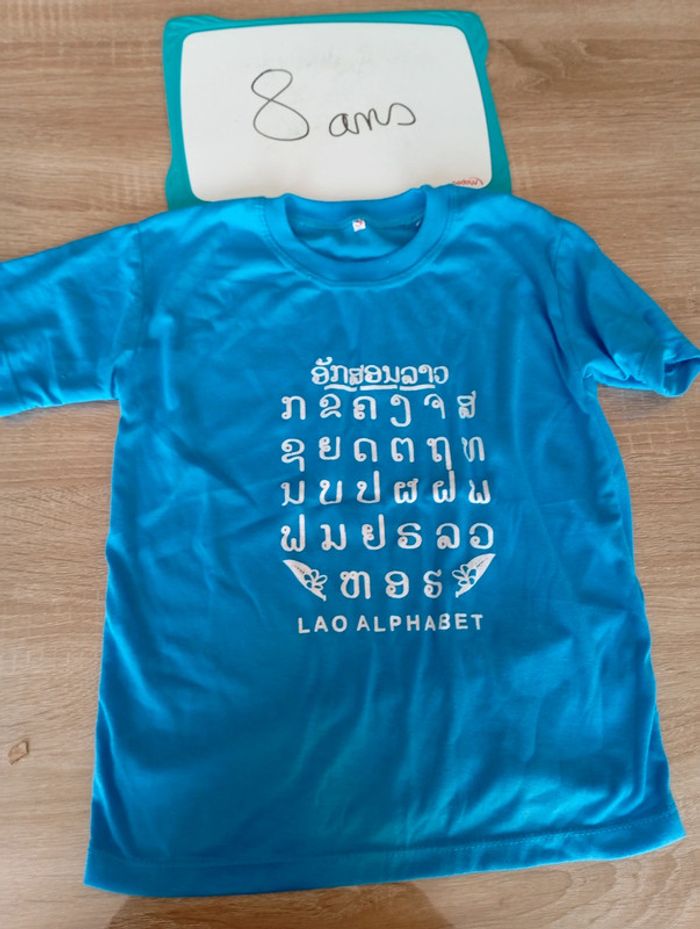 8 ans
ອັກສອນລາວ
ກ ຂ ຄ ງ ຈ ສ
ຊ ຍ ດ ຕ ຖ ທ
ນ ບ ປ ຜ ຝ ພ
ຟ ມ ຢ ຣ ລ ວ
ຫ ອ ຮ
LAO ALPHABET